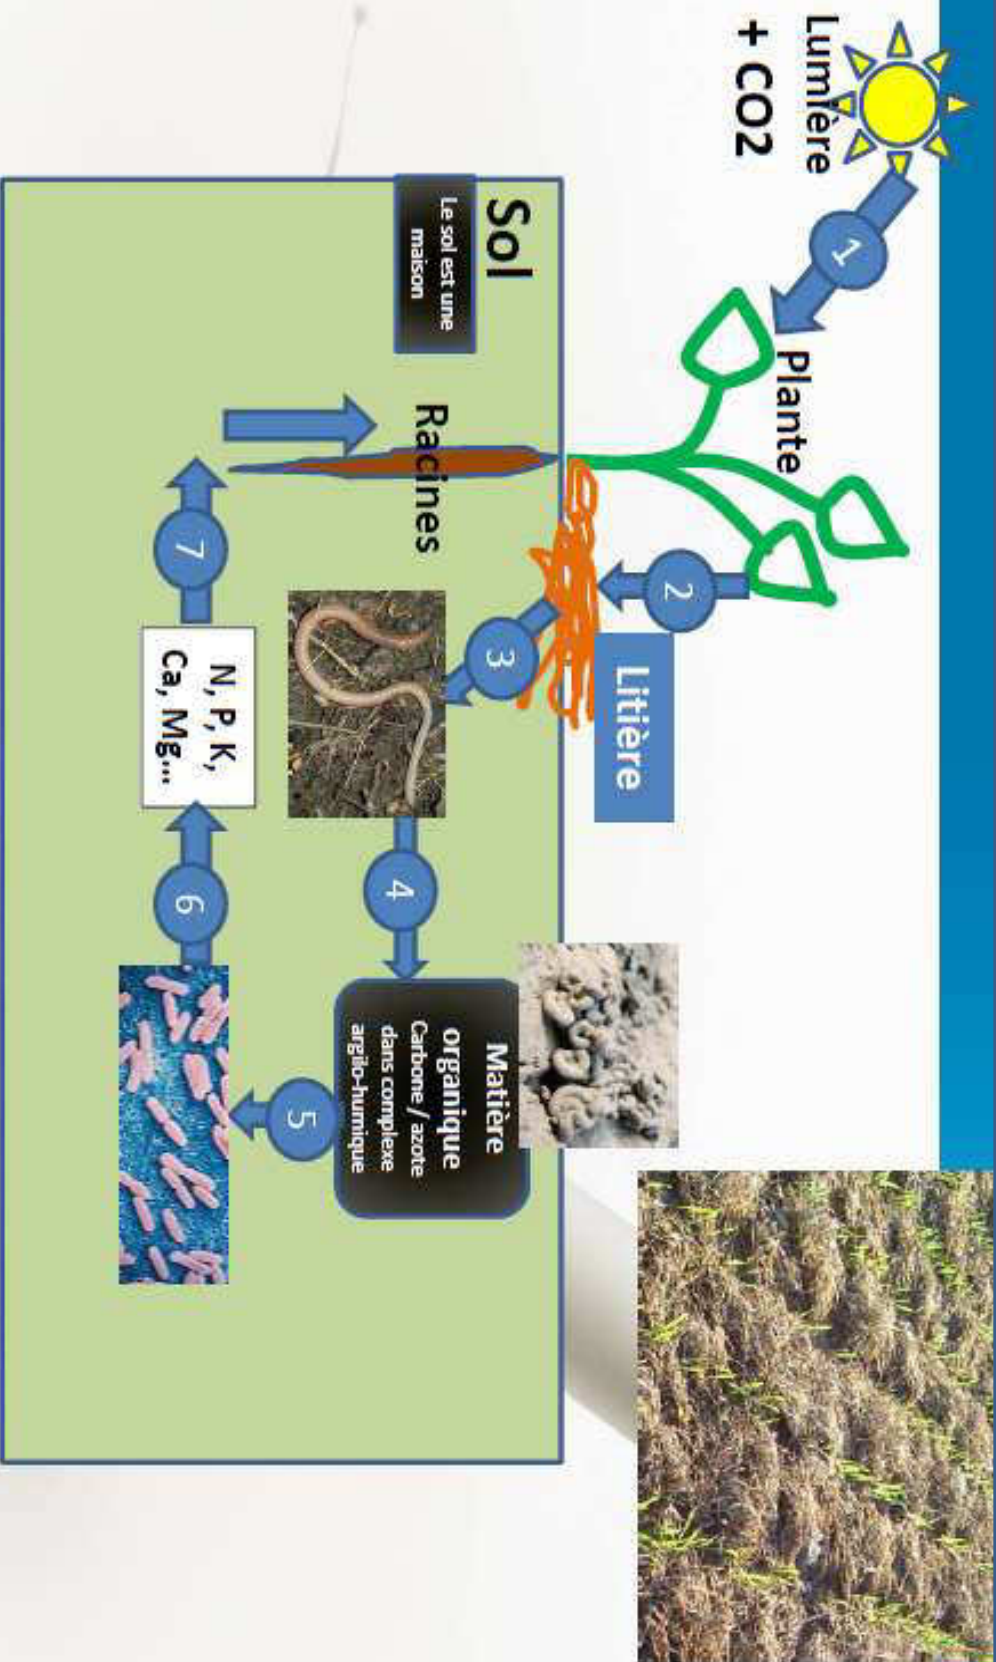 Lumière
+ CO2
1
Plante
2
Litière
Sol
Le sol est une
maison
Racines
3
4
Matière
organique
Carbone / azote
dans complexe
argilo-humique
5
6
N, P, K,
Ca, Mg...
7